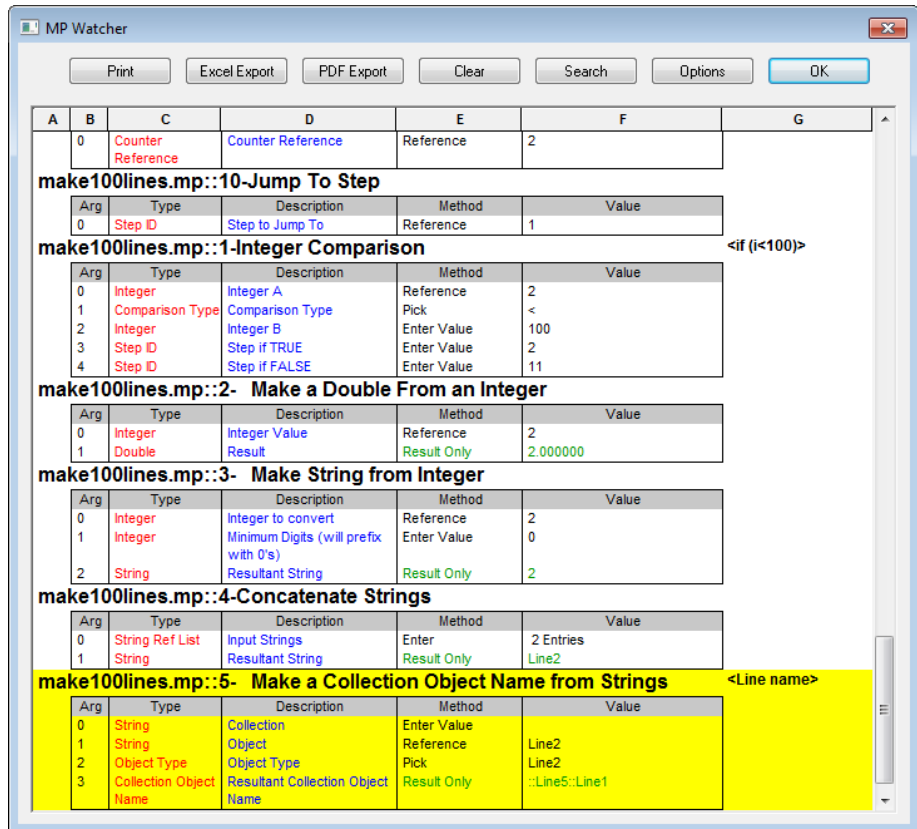 MP Watcher
Print Excel Export PDF Export Clear Search Options OK
A B C D E F G
0 Counter Reference Counter Reference Reference 2
make100lines.mp::10-Jump To Step
Arg Type Description Method Value
0 Step ID Step to Jump To Reference 1
make100lines.mp::1-Integer Comparison <if (i<100)>
Arg Type Description Method Value
0 Integer Integer A Reference 2
1 Comparison Type Comparison Type Pick <
2 Integer Integer B Enter Value 100
3 Step ID Step if TRUE Enter Value 2
4 Step ID Step if FALSE Enter Value 11
make100lines.mp::2- Make a Double From an Integer
Arg Type Description Method Value
0 Integer Integer Value Reference 2
1 Double Result Result Only 2.000000
make100lines.mp::3- Make String from Integer
Arg Type Description Method Value
0 Integer Integer to convert Reference 2
1 Integer Minimum Digits (will prefix with 0's) Enter Value 0
2 String Resultant String Result Only 2
make100lines.mp::4-Concatenate Strings
Arg Type Description Method Value
0 String Ref List Input Strings Enter 2 Entries
1 String Resultant String Result Only Line2
make100lines.mp::5- Make a Collection Object Name from Strings <Line name>
Arg Type Description Method Value
0 String Collection Enter Value
1 String Object Reference Line2
2 Object Type Object Type Pick Line2
3 Collection Object Name Resultant Collection Object Name Result Only ::Line5::Line1